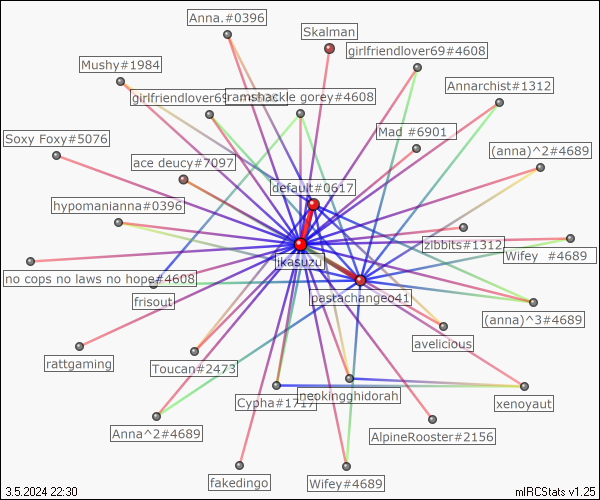 Anna.#0396
Skalman
girlfriendlover69#4608
Mushy#1984
Annarchist#1312
girlfriendlover69
ramshackle gorey#4608
Mad #6901
Soxy Foxy#5076
(anna)^2#4689
ace deucy#7097
default#0617
hypomanianna#0396
zibbits#1312
Wifey #4689
jkasuzu
no cops no laws no hope#4608
pastachangeo41
frisout
(anna)^3#4689
avelicious
rattgaming
Toucan#2473
Cypha#1717
neokingghidorah
xenoyaut
Anna^2#4689
AlpineRooster#2156
fakedingo
Wifey#4689
3.5.2024 22:30
mIRCStats v1.25